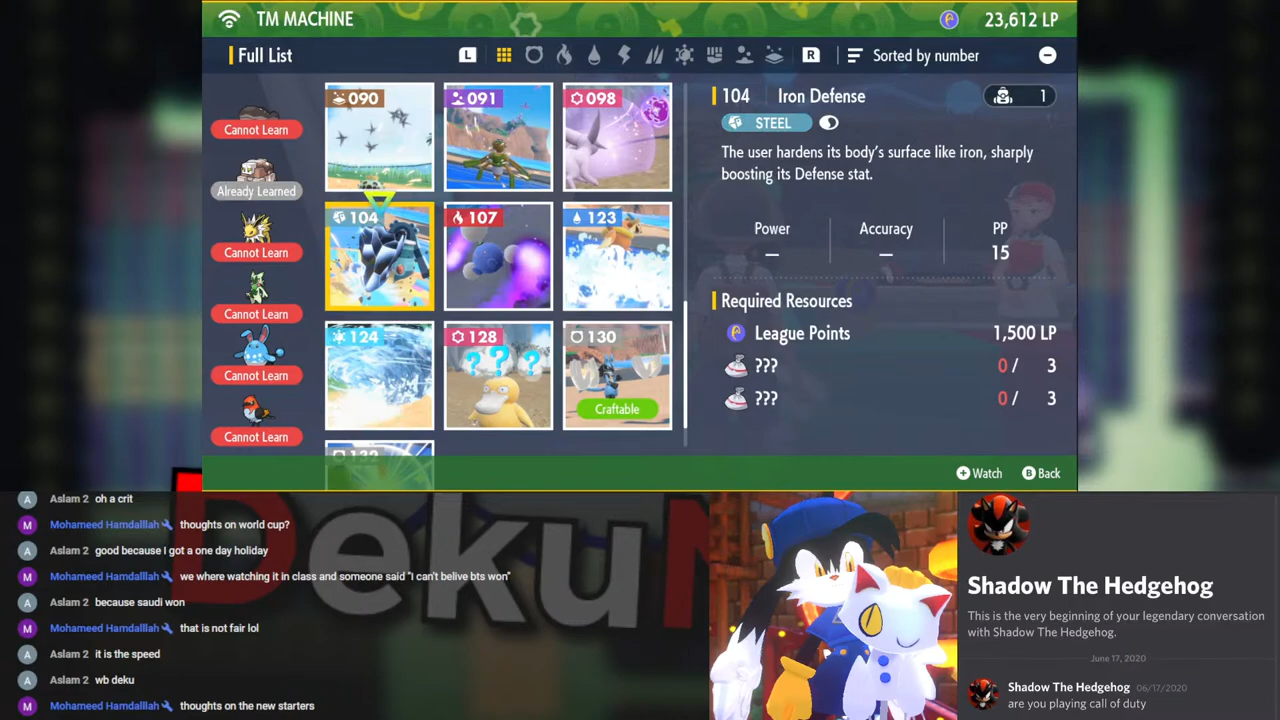 TM MACHINE
23,612 LP
Full List
L
R
Sorted by number
Cannot Learn
Already Learned
Cannot Learn
Cannot Learn
Cannot Learn
Cannot Learn
090
091
098
104
107
123
124
128
130
Craftable
132
104 Iron Defense
1
STEEL
The user hardens its body's surface like iron, sharply
boosting its Defense stat.
Power
Accuracy
PP
—
—
15
Required Resources
League Points 1,500 LP
??? 0 / 3
??? 0 / 3
+ Watch B Back
A Aslam 2 oh a crit
M Mohameed Hamdalllah thoughts on world cup?
A Aslam 2 good because I got a one day holiday
M Mohameed Hamdalllah we where watching it in class and someone said "I can't belive bts won"
A Aslam 2 because saudi won
M Mohameed Hamdalllah that is not fair lol
A Aslam 2 it is the speed
A Aslam 2 wb deku
M Mohameed Hamdalllah thoughts on the new starters
Deku
Shadow The Hedgehog
This is the very beginning of your legendary conversation
with Shadow The Hedgehog.
June 17, 2020
Shadow The Hedgehog 06/17/2020
are you playing call of duty